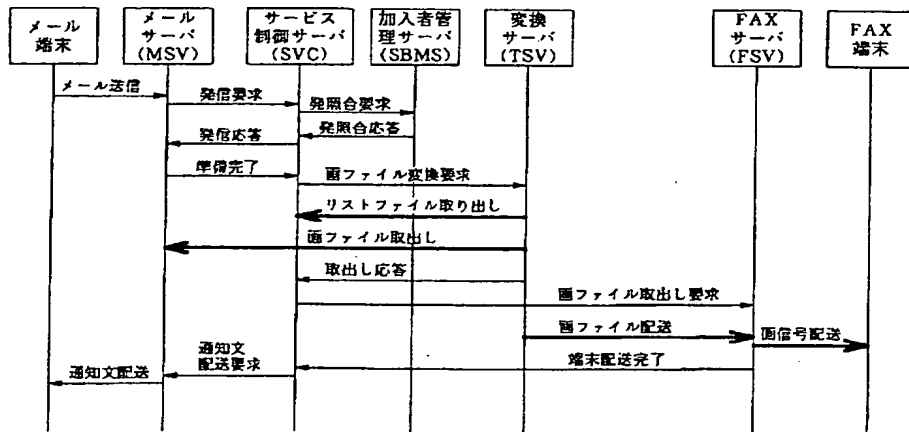 メール
端末
メール
サーバ
(MSV)
サービス
制御サーバ
(SVC)
加入者管
理サーバ
(SBMS)
変換
サーバ
(TSV)
FAX
サーバ
(FSV)
FAX
端末
メール送信
発信要求
発照合要求
発照合応答
発信応答
準備完了
画ファイル変換要求
リストファイル取り出し
画ファイル取出し
取出し応答
画ファイル取出し要求
画ファイル配送
画信号配送
通知文
配送要求
端末配送完了
通知文配送